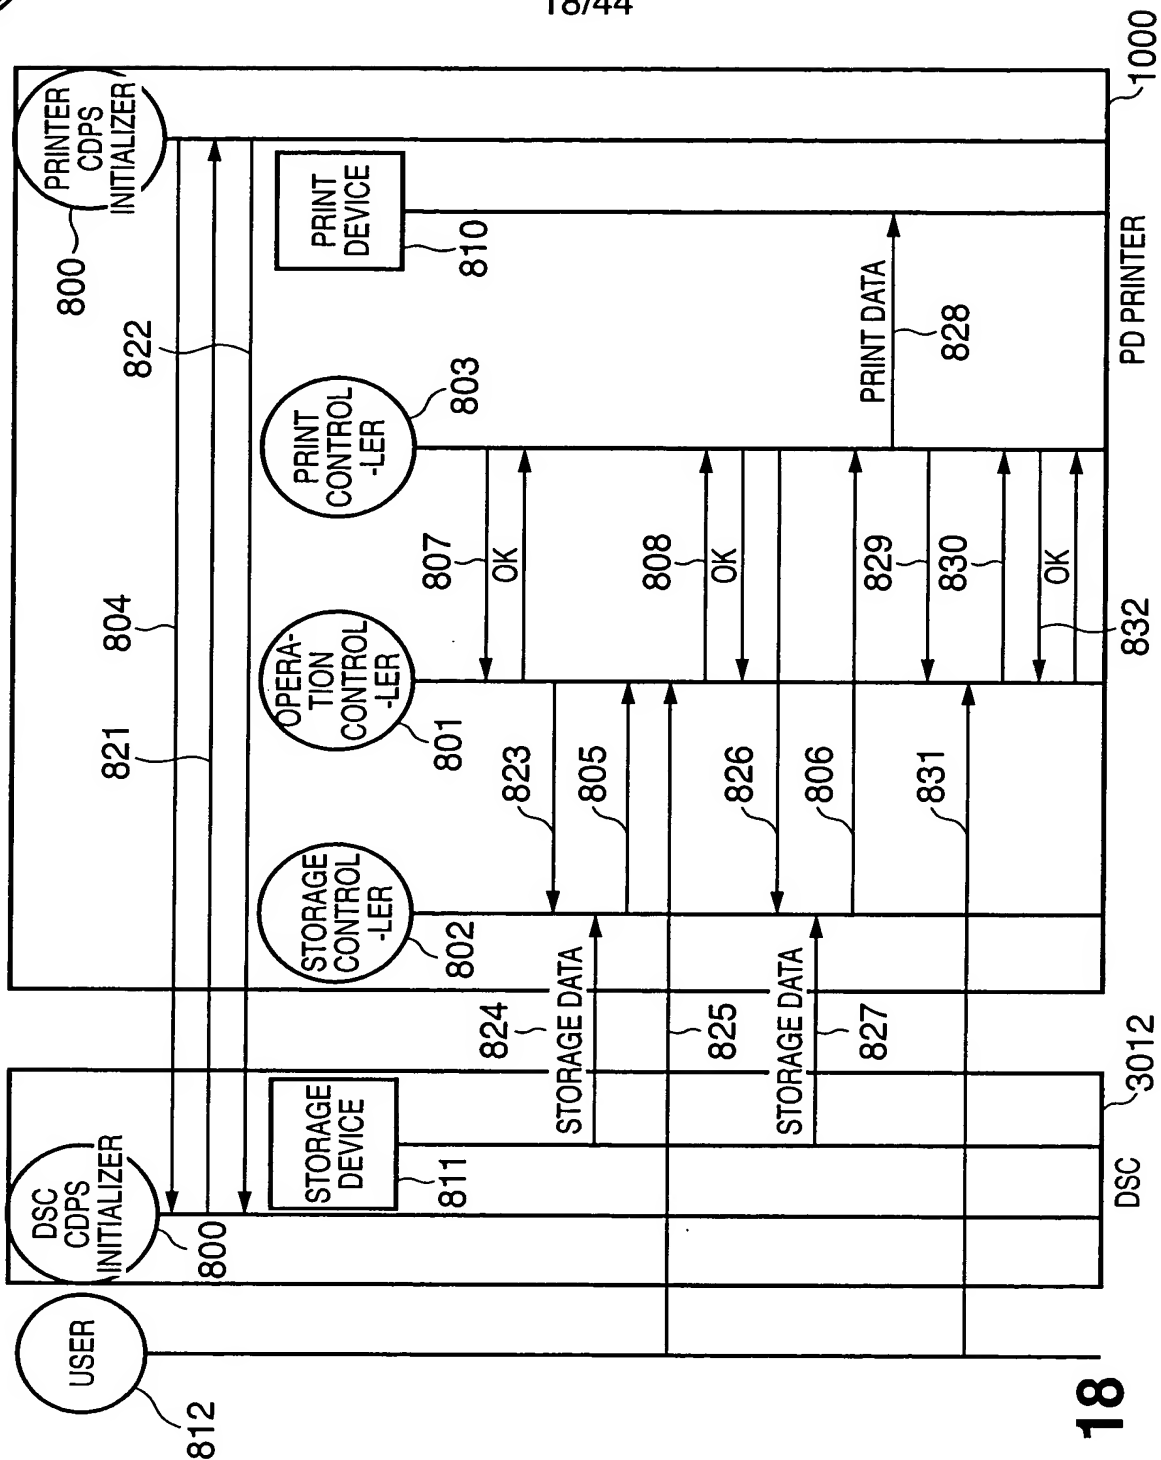 18/44
USER
812
DSC
CDPS
INITIALIZER
800
STORAGE
DEVICE
811
PRINTER
CDPS
INITIALIZER
800
PRINT
DEVICE
810
STORAGE
CONTROL
-LER
802
OPERA-
TION
CONTROL
-LER
801
PRINT
CONTROL
-LER
803
804
821
822
807
OK
823
824
STORAGE DATA
805
825
808
OK
826
STORAGE DATA
827
806
PRINT DATA
828
829
831
830
OK
832
DSC
3012
PD PRINTER
1000
18